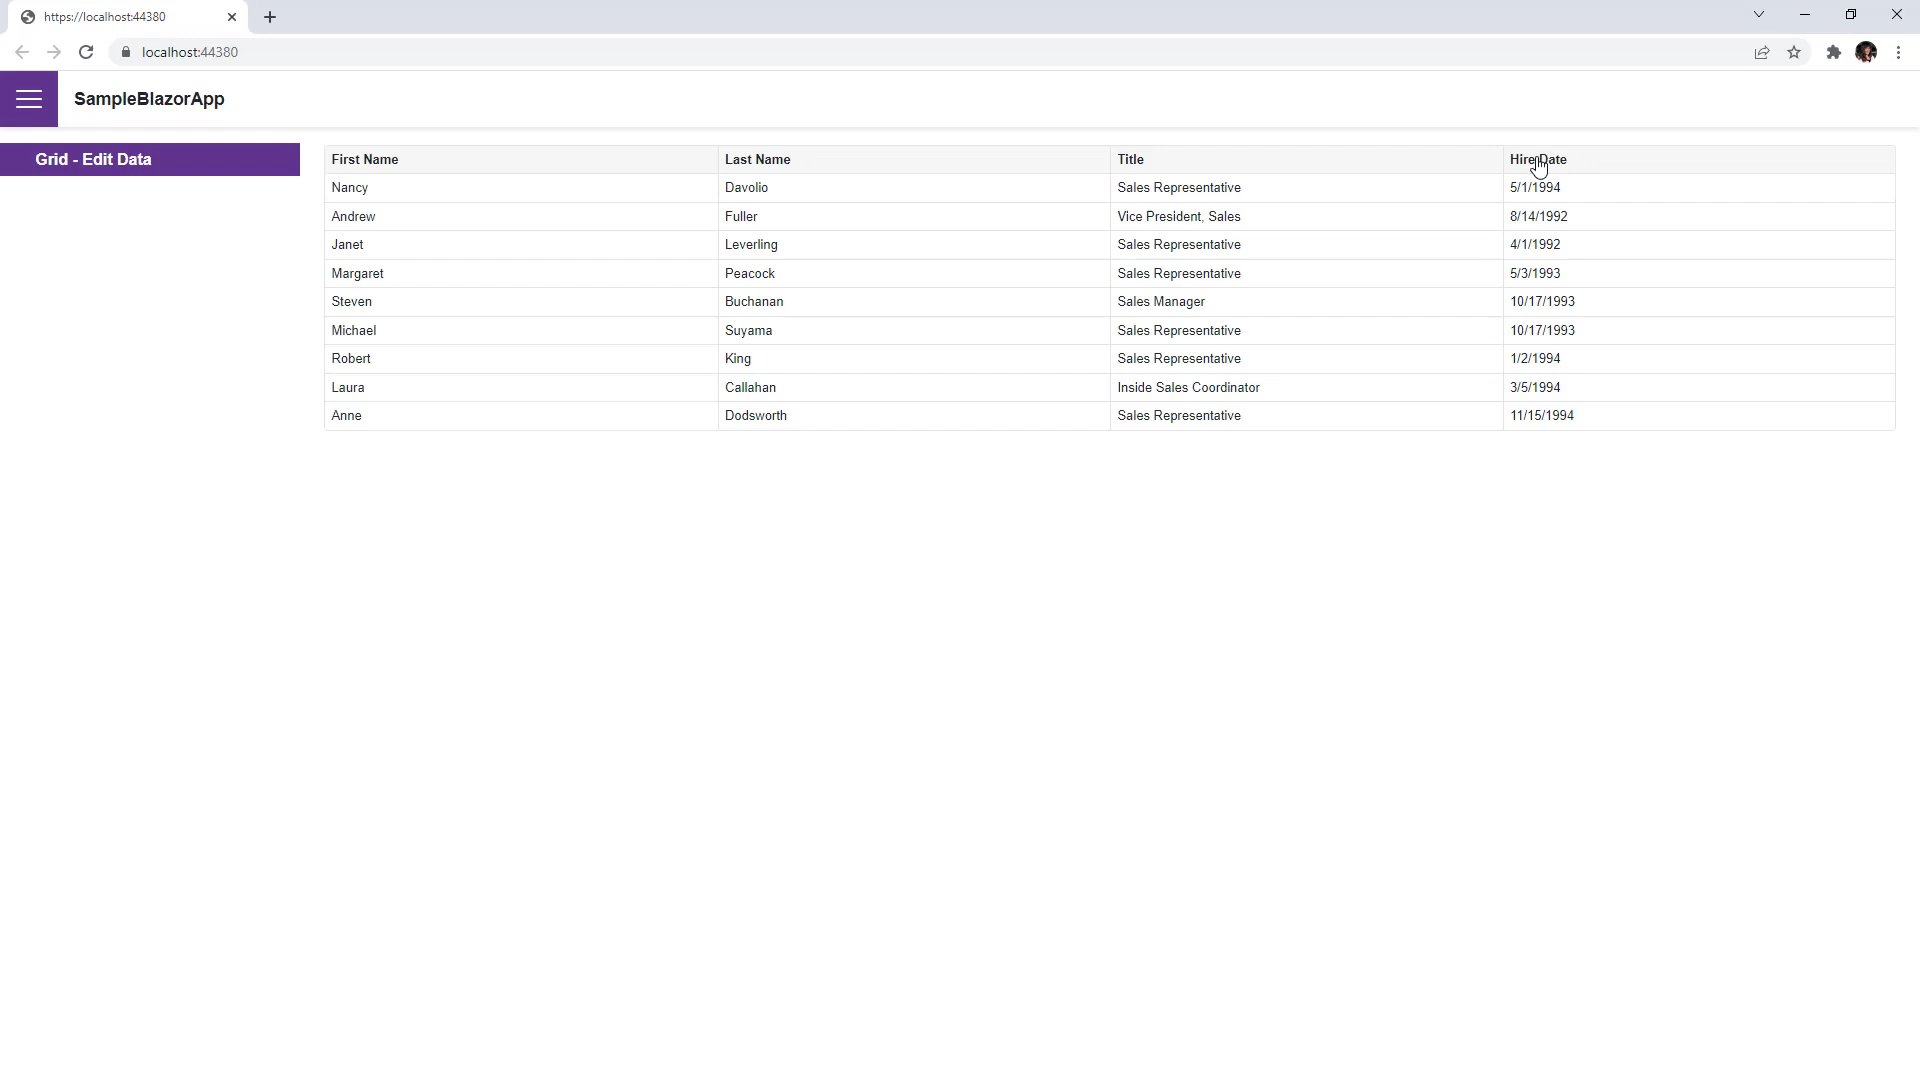 https://localhost:44380
localhost:44380
SampleBlazorApp
Grid - Edit Data
First Name Last Name Title Hire Date
Nancy Davolio Sales Representative 5/1/1994
Andrew Fuller Vice President, Sales 8/14/1992
Janet Leverling Sales Representative 4/1/1992
Margaret Peacock Sales Representative 5/3/1993
Steven Buchanan Sales Manager 10/17/1993
Michael Suyama Sales Representative 10/17/1993
Robert King Sales Representative 1/2/1994
Laura Callahan Inside Sales Coordinator 3/5/1994
Anne Dodsworth Sales Representative 11/15/1994